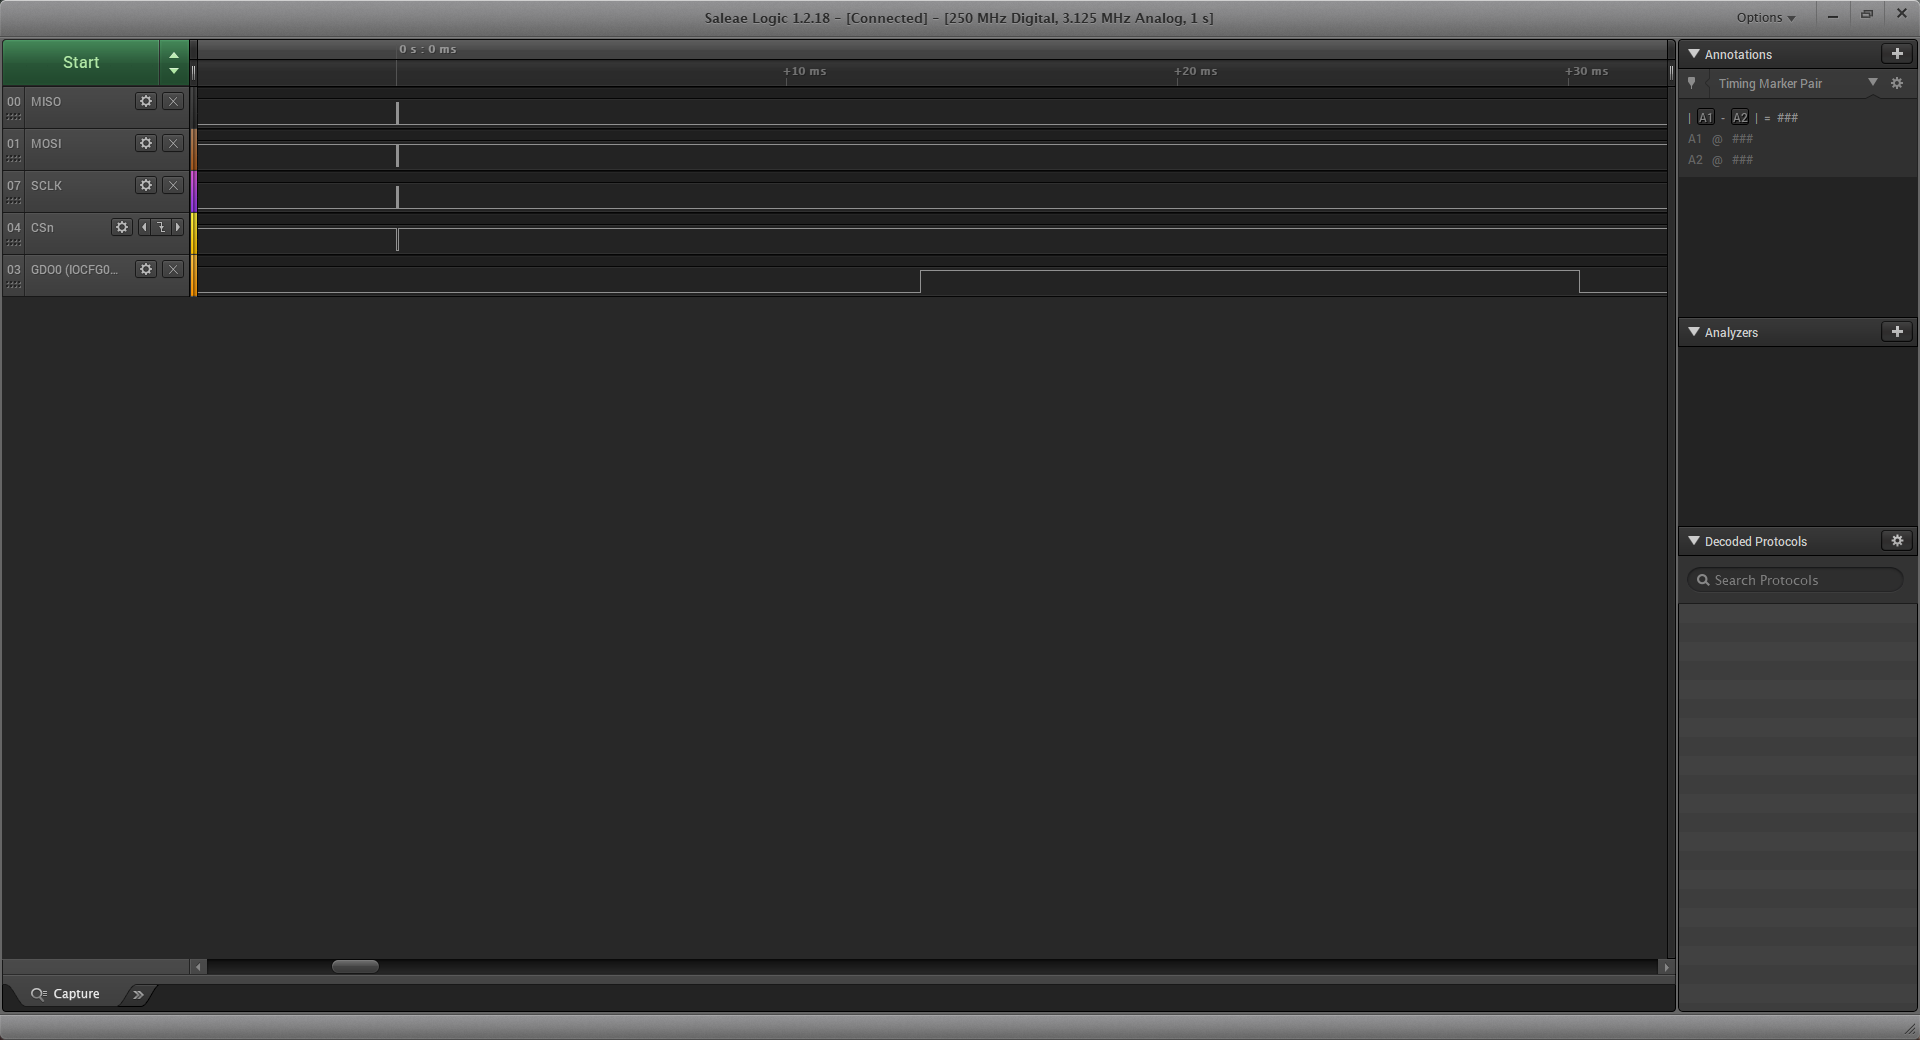 Saleae Logic 1.2.18 – [Connected] – [250 MHz Digital, 3.125 MHz Analog, 1 s]
Options
Start
0 s : 0 ms
+10 ms
+20 ms
+30 ms
00 MISO
01 MOSI
07 SCLK
04 CSn
03 GDO0 (IOCFG0...
Annotations
Timing Marker Pair
| A1 - A2 | = ###
A1 @ ###
A2 @ ###
Analyzers
Decoded Protocols
Search Protocols
Capture